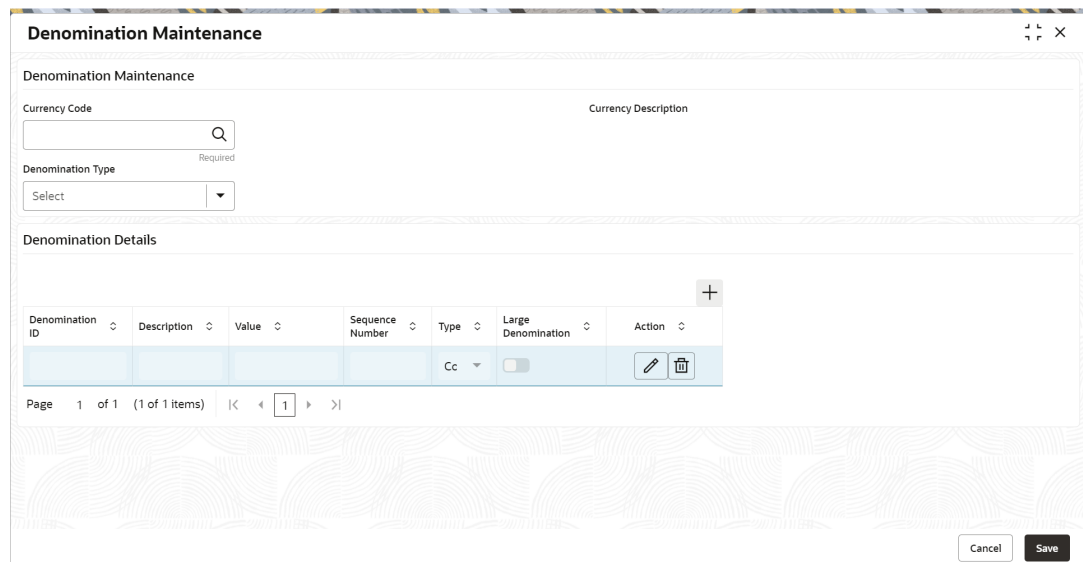 Denomination Maintenance
Denomination Maintenance
Currency Code
Currency Description
Required
Denomination Type
Select
Denomination Details
Denomination ID Description Value Sequence Number Type Large Denomination Action
Cc
Page 1 of 1 (1 of 1 items) 1
Cancel Save